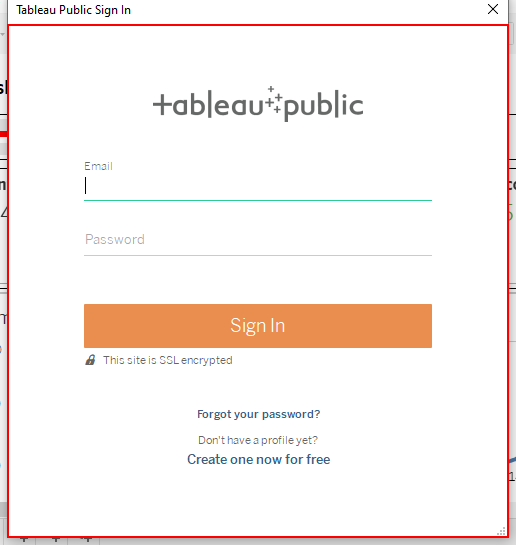 Tableau Public Sign In
tableau public
Email
Password
Sign In
This site is SSL encrypted
Forgot your password?
Don't have a profile yet?
Create one now for free